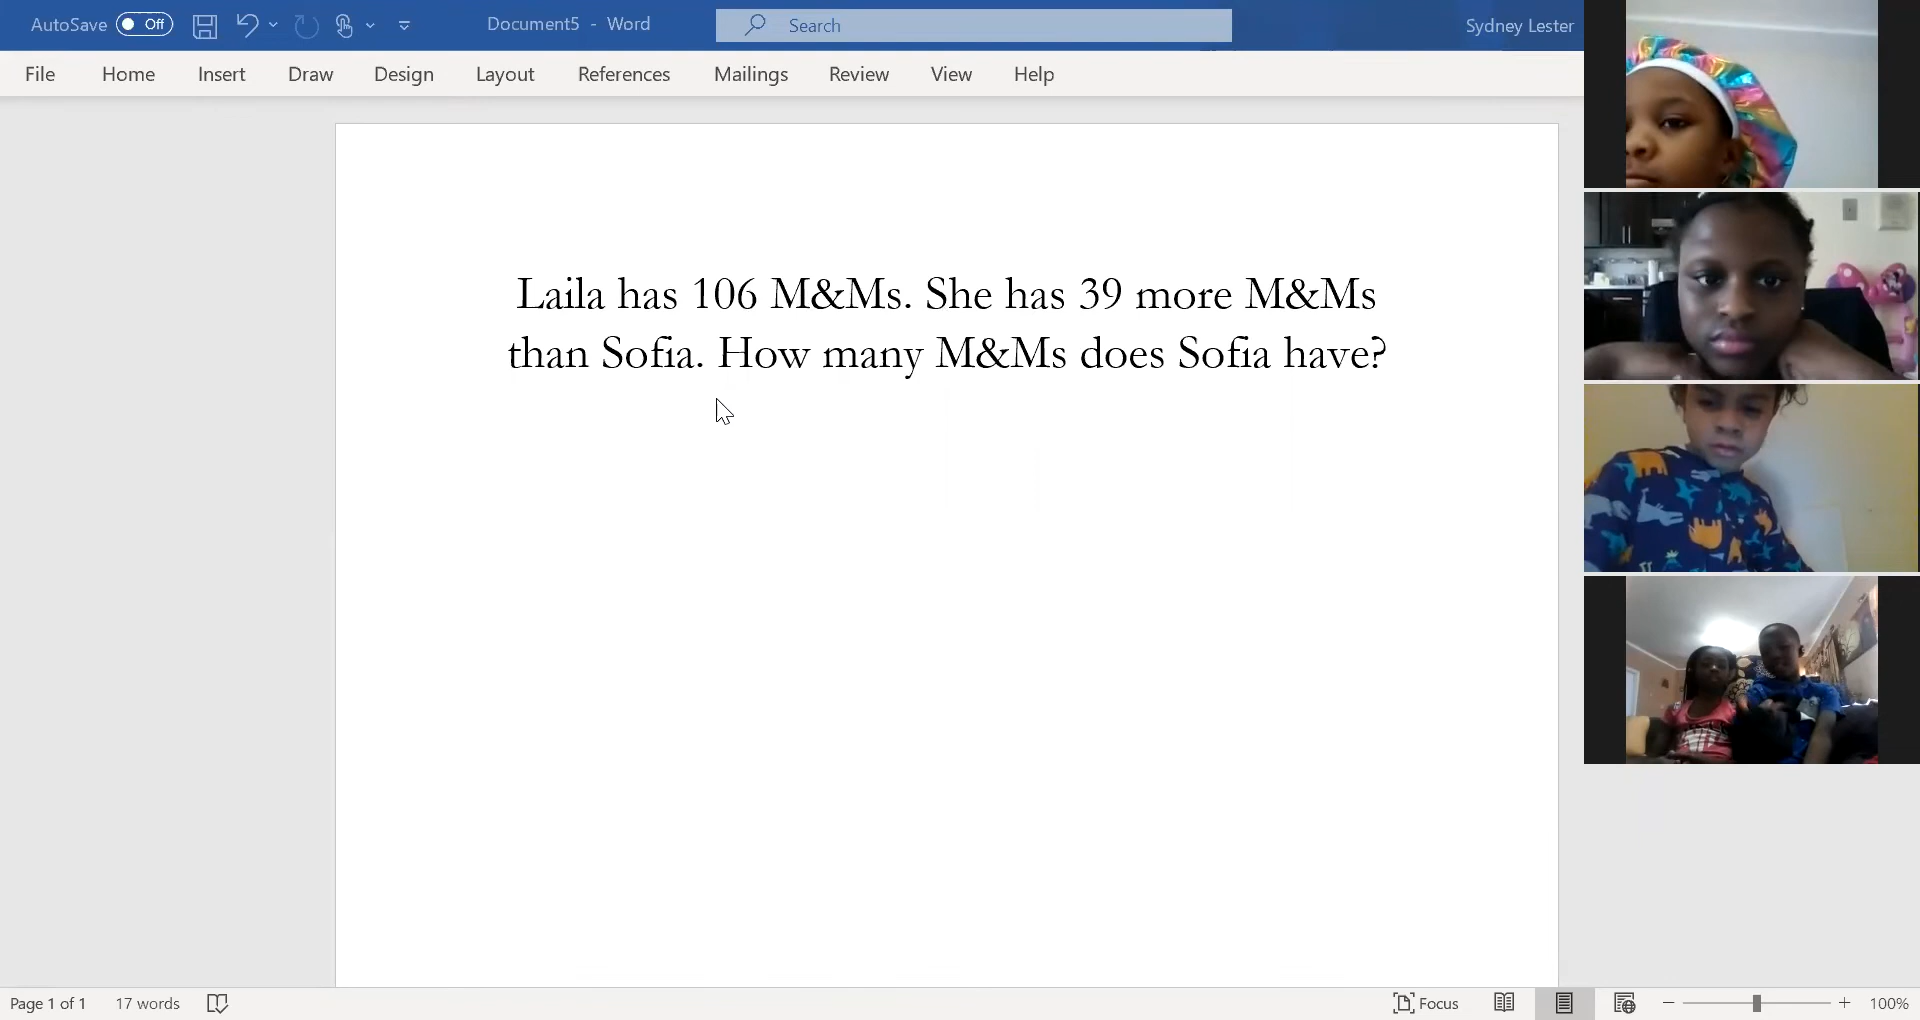 AutoSave Off Document5 - Word Search Sydney Lester
File Home Insert Draw Design Layout References Mailings Review View Help
Laila has 106 M&Ms. She has 39 more M&Ms
than Sofia. How many M&Ms does Sofia have?
Page 1 of 1 17 words Focus 100%